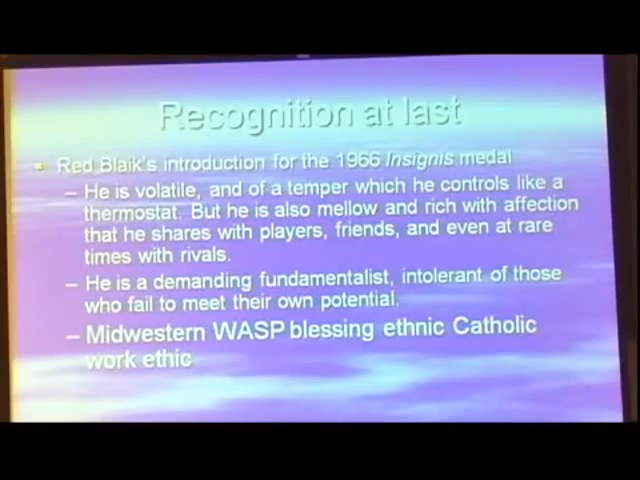 Recognition at last
Red Blaik's introduction for the 1966 Insignis medal
– He is volatile, and of a temper which he controls like a
thermostat. But he is also mellow and rich with affection
that he shares with players, friends, and even at rare
times with rivals.
– He is a demanding fundamentalist, intolerant of those
who fail to meet their own potential.
– Midwestern WASP blessing ethnic Catholic
work ethic